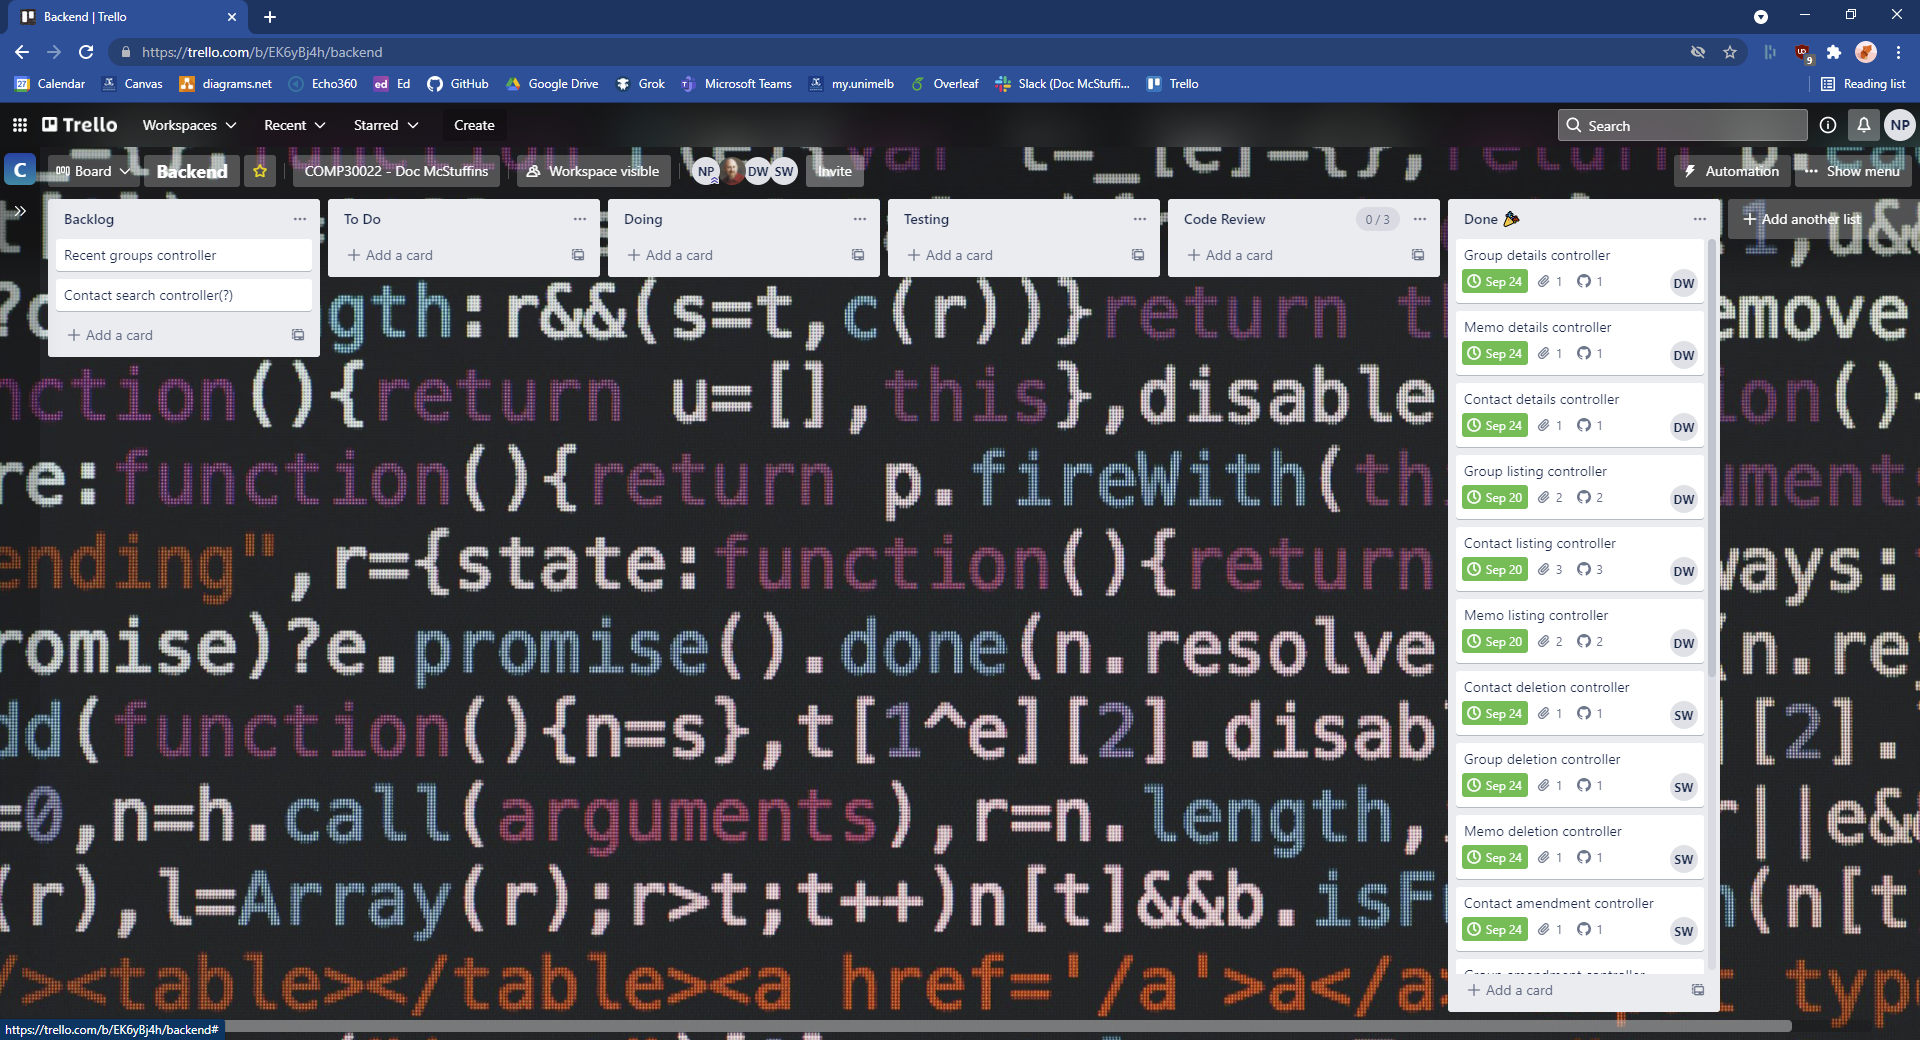 Backend | Trello
https://trello.com/b/EK6yBj4h/backend
9
27 Calendar
Canvas
diagrams.net
Echo360
ed Ed
GitHub
Google Drive
Grok
Microsoft Teams
my.unimelb
Overleaf
Slack (Doc McStuffi...
Trello
Reading list
Trello
Workspaces
Recent
Starred
Create
Search
NP
C
Board
Backend
COMP30022 - Doc McStuffins
Workspace visible
NP
DW
SW
Invite
Automation
... Show menu
Backlog
Recent groups controller
Contact search controller(?)
+ Add a card
To Do
+ Add a card
Doing
+ Add a card
Testing
+ Add a card
Code Review
0 / 3
+ Add a card
Done
Group details controller
Sep 24 1 1 DW
Memo details controller
Sep 24 1 1 DW
Contact details controller
Sep 24 1 1 DW
Group listing controller
Sep 20 2 2 DW
Contact listing controller
Sep 20 3 3 DW
Memo listing controller
Sep 20 2 2 DW
Contact deletion controller
Sep 24 1 1 SW
Group deletion controller
Sep 24 1 1 SW
Memo deletion controller
Sep 24 1 1 SW
Contact amendment controller
Sep 24 1 1 SW
+ Add a card
+ Add another list
gth:r&&(s=t,c(r))}return t
emove
nction(){return u=[],this},disable
ion()
re:function(){return p.fireWith(th
uments
ending",r={state:function(){return
ways:
romise)?e.promise().done(n.resolve
(n.re
dd(function(){n=s},t[1^e][2].disab
][2].
=0,n=h.call(arguments),r=n.length,
r||e&
(r),l=Array(r);r>t;t++)n[t]&&b.isF
n(n[t
/><table></table><a href='/a'>a</a>
type
https://trello.com/b/EK6yBj4h/backend#